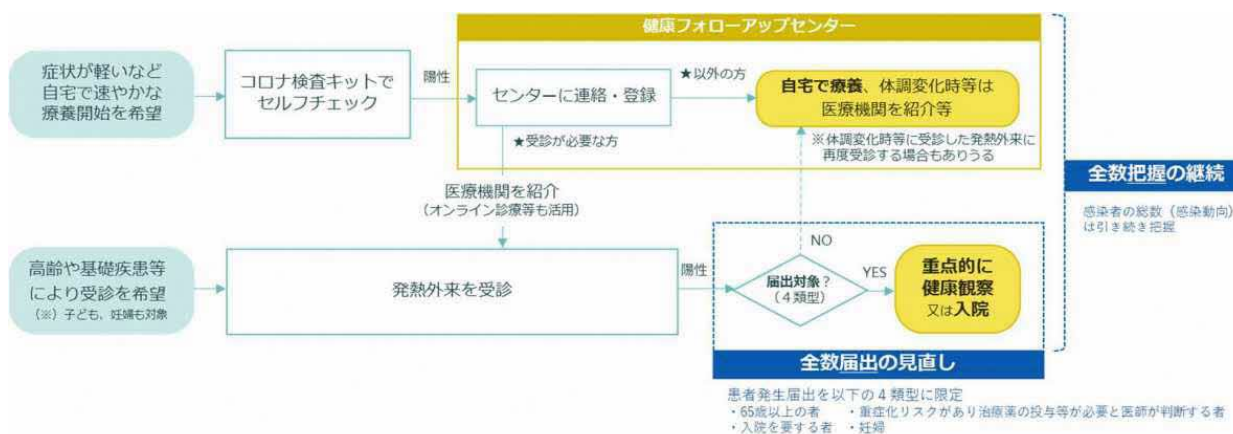 健康フォローアップセンター
症状が軽いなど
自宅で速やかな
療養開始を希望
コロナ検査キットで
セルフチェック
陽性
センターに連絡・登録
★以外の方
自宅で療養、体調変化時等は
医療機関を紹介等
★受診が必要な方
※体調変化時等に受診した発熱外来に
再度受診する場合もありうる
医療機関を紹介
(オンライン診療等も活用)
全数把握の継続
感染者の総数(感染動向)
は引き続き把握
高齢や基礎疾患等
により受診を希望
(※)子ども、妊婦も対象
発熱外来を受診
陽性
届出対象?
(4類型)
NO
YES
重点的に
健康観察
又は入院
全数届出の見直し
患者発生届出を以下の4類型に限定
・65歳以上の者 ・重症化リスクがあり治療薬の投与等が必要と医師が判断する者
・入院を要する者 ・妊婦